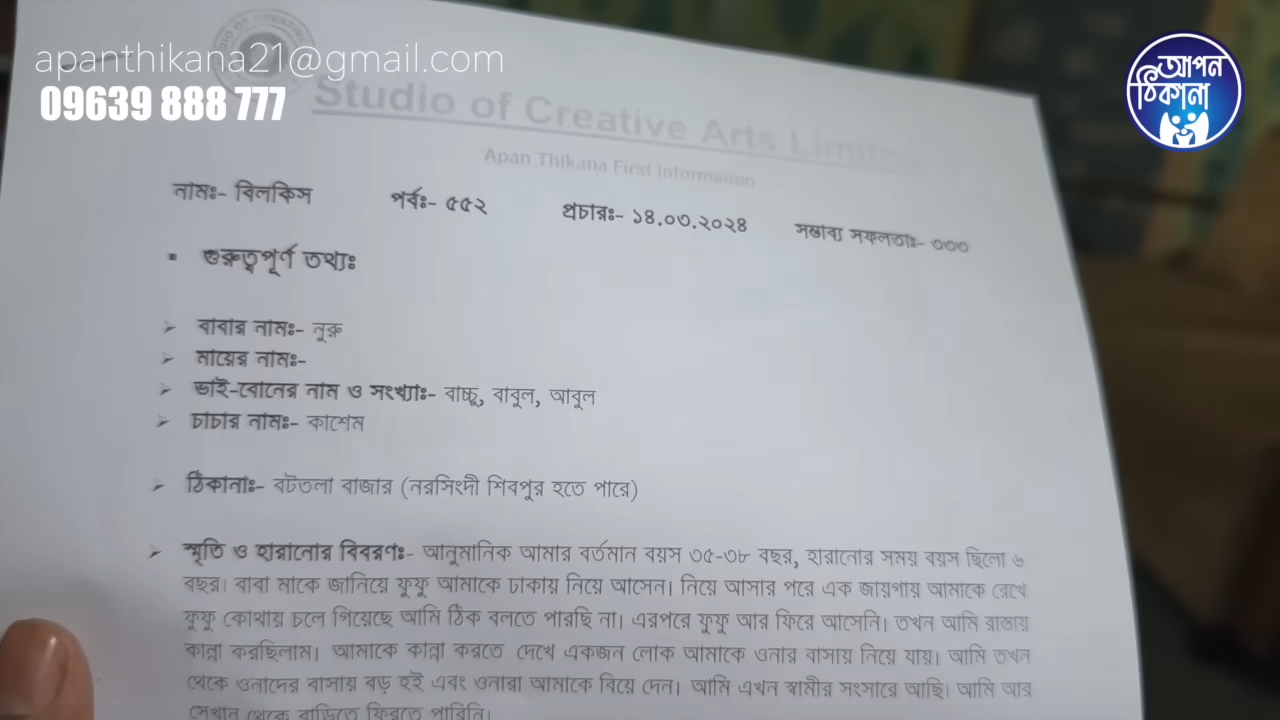 apanthikana21@gmail.com
09639 888 777
আপন
ঠিকানা
Studio of Creative Arts Limited
Apan Thikana First Information
নামঃ- বিলকিস পর্বঃ- ৫৫২ প্রচারঃ- ১৪.০৩.২০২৪ সম্ভাব্য সফলতাঃ- ৩৩৩
▪ গুরুত্বপূর্ণ তথ্যঃ
➢ বাবার নামঃ- নুরু
➢ মায়ের নামঃ-
➢ ভাই-বোনের নাম ও সংখ্যাঃ- বাচ্চু, বাবুল, আবুল
➢ চাচার নামঃ- কাশেম
➢ ঠিকানাঃ- বটতলা বাজার (নরসিংদী শিবপুর হতে পারে)
➢ স্মৃতি ও হারানোর বিবরণঃ- আনুমানিক আমার বর্তমান বয়স ৩৫-৩৮ বছর, হারানোর সময় বয়স ছিলো ৬
বছর। বাবা মাকে জানিয়ে ফুফু আমাকে ঢাকায় নিয়ে আসেন। নিয়ে আসার পরে এক জায়গায় আমাকে রেখে
ফুফু কোথায় চলে গিয়েছে আমি ঠিক বলতে পারছি না। এরপরে ফুফু আর ফিরে আসেনি। তখন আমি রাস্তায়
কান্না করছিলাম। আমাকে কান্না করতে দেখে একজন লোক আমাকে ওনার বাসায় নিয়ে যায়। আমি তখন
থেকে ওনাদের বাসায় বড় হই এবং ওনারা আমাকে বিয়ে দেন। আমি এখন স্বামীর সংসারে আছি। আমি আর
সেখান থেকে বাড়িতে ফিরতে পারিনি।